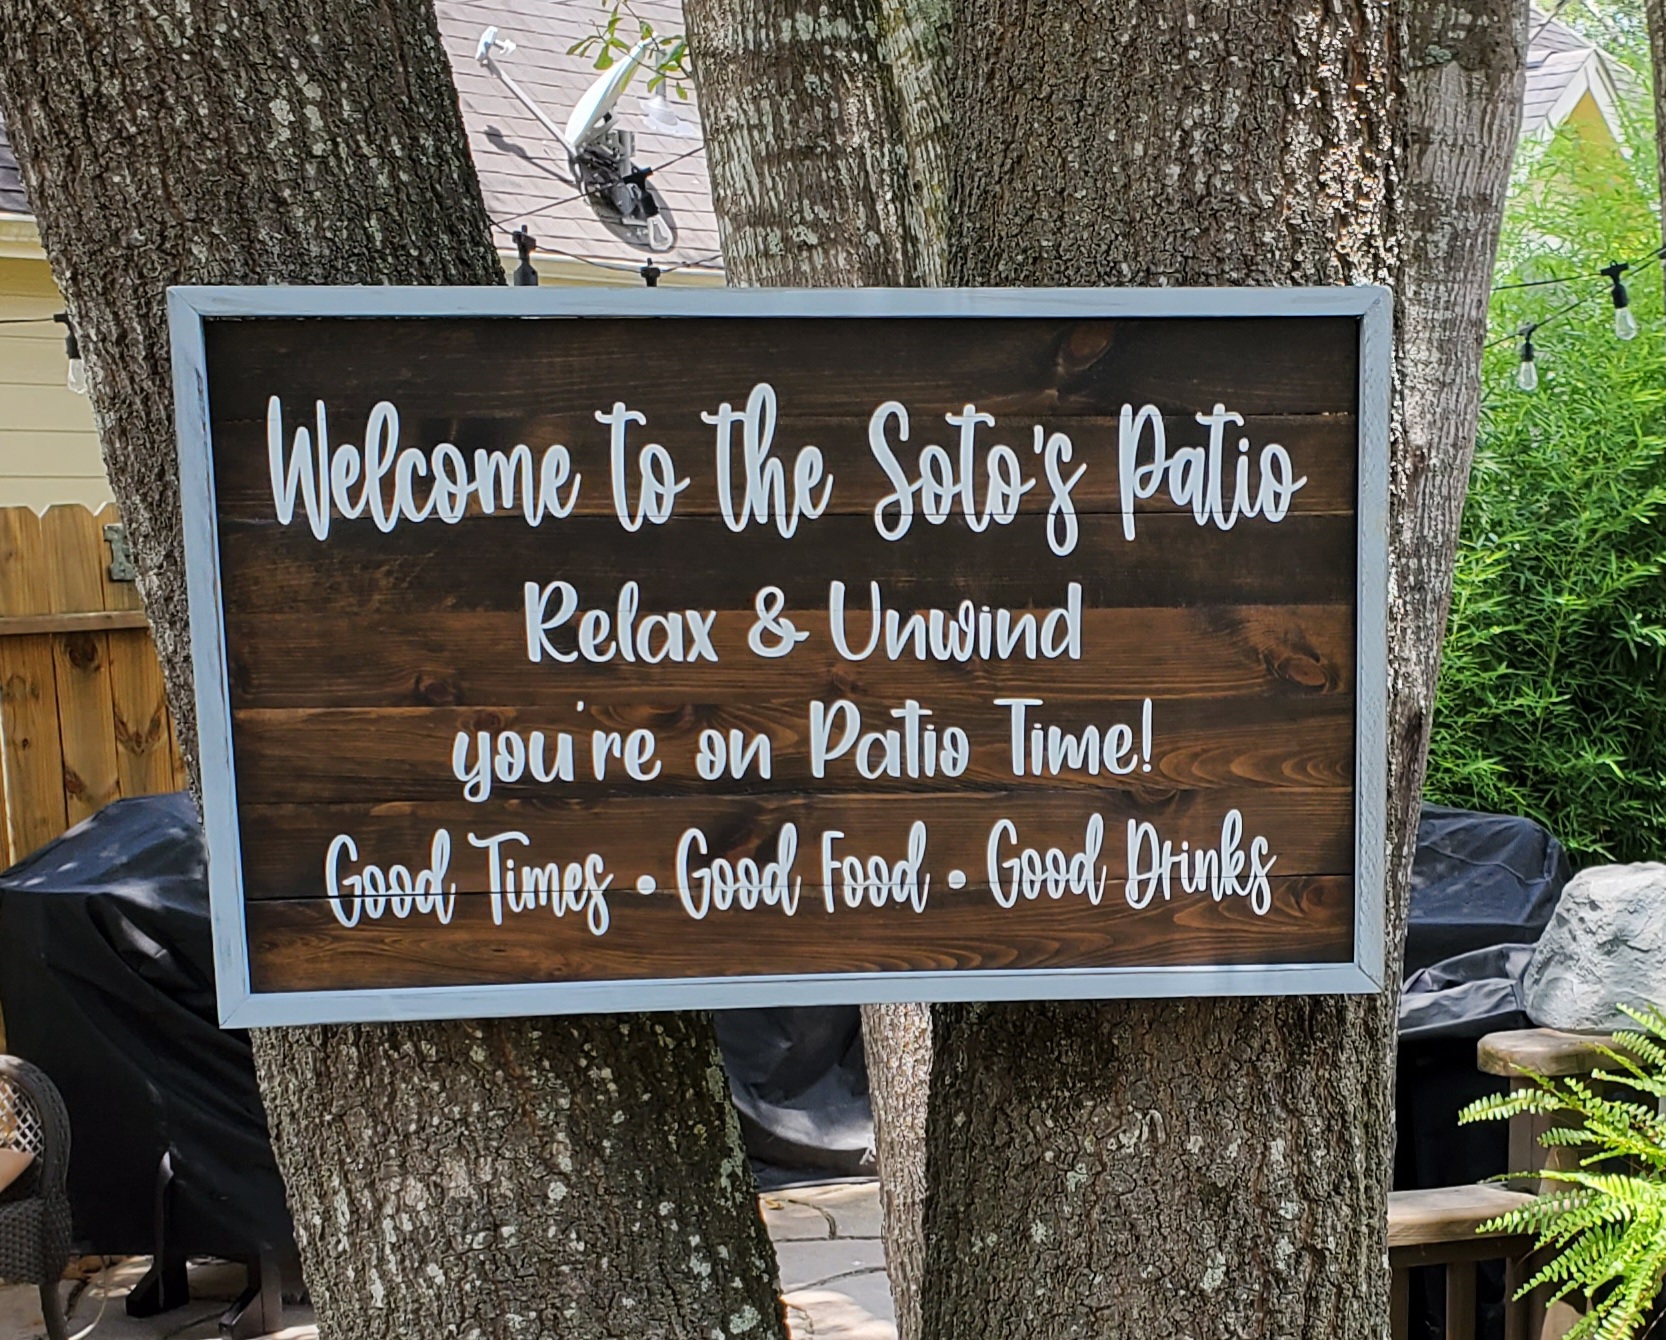 Welcome to the Soto's Patio
Relax & Unwind
you're on Patio Time!
Good Times • Good Food • Good Drinks